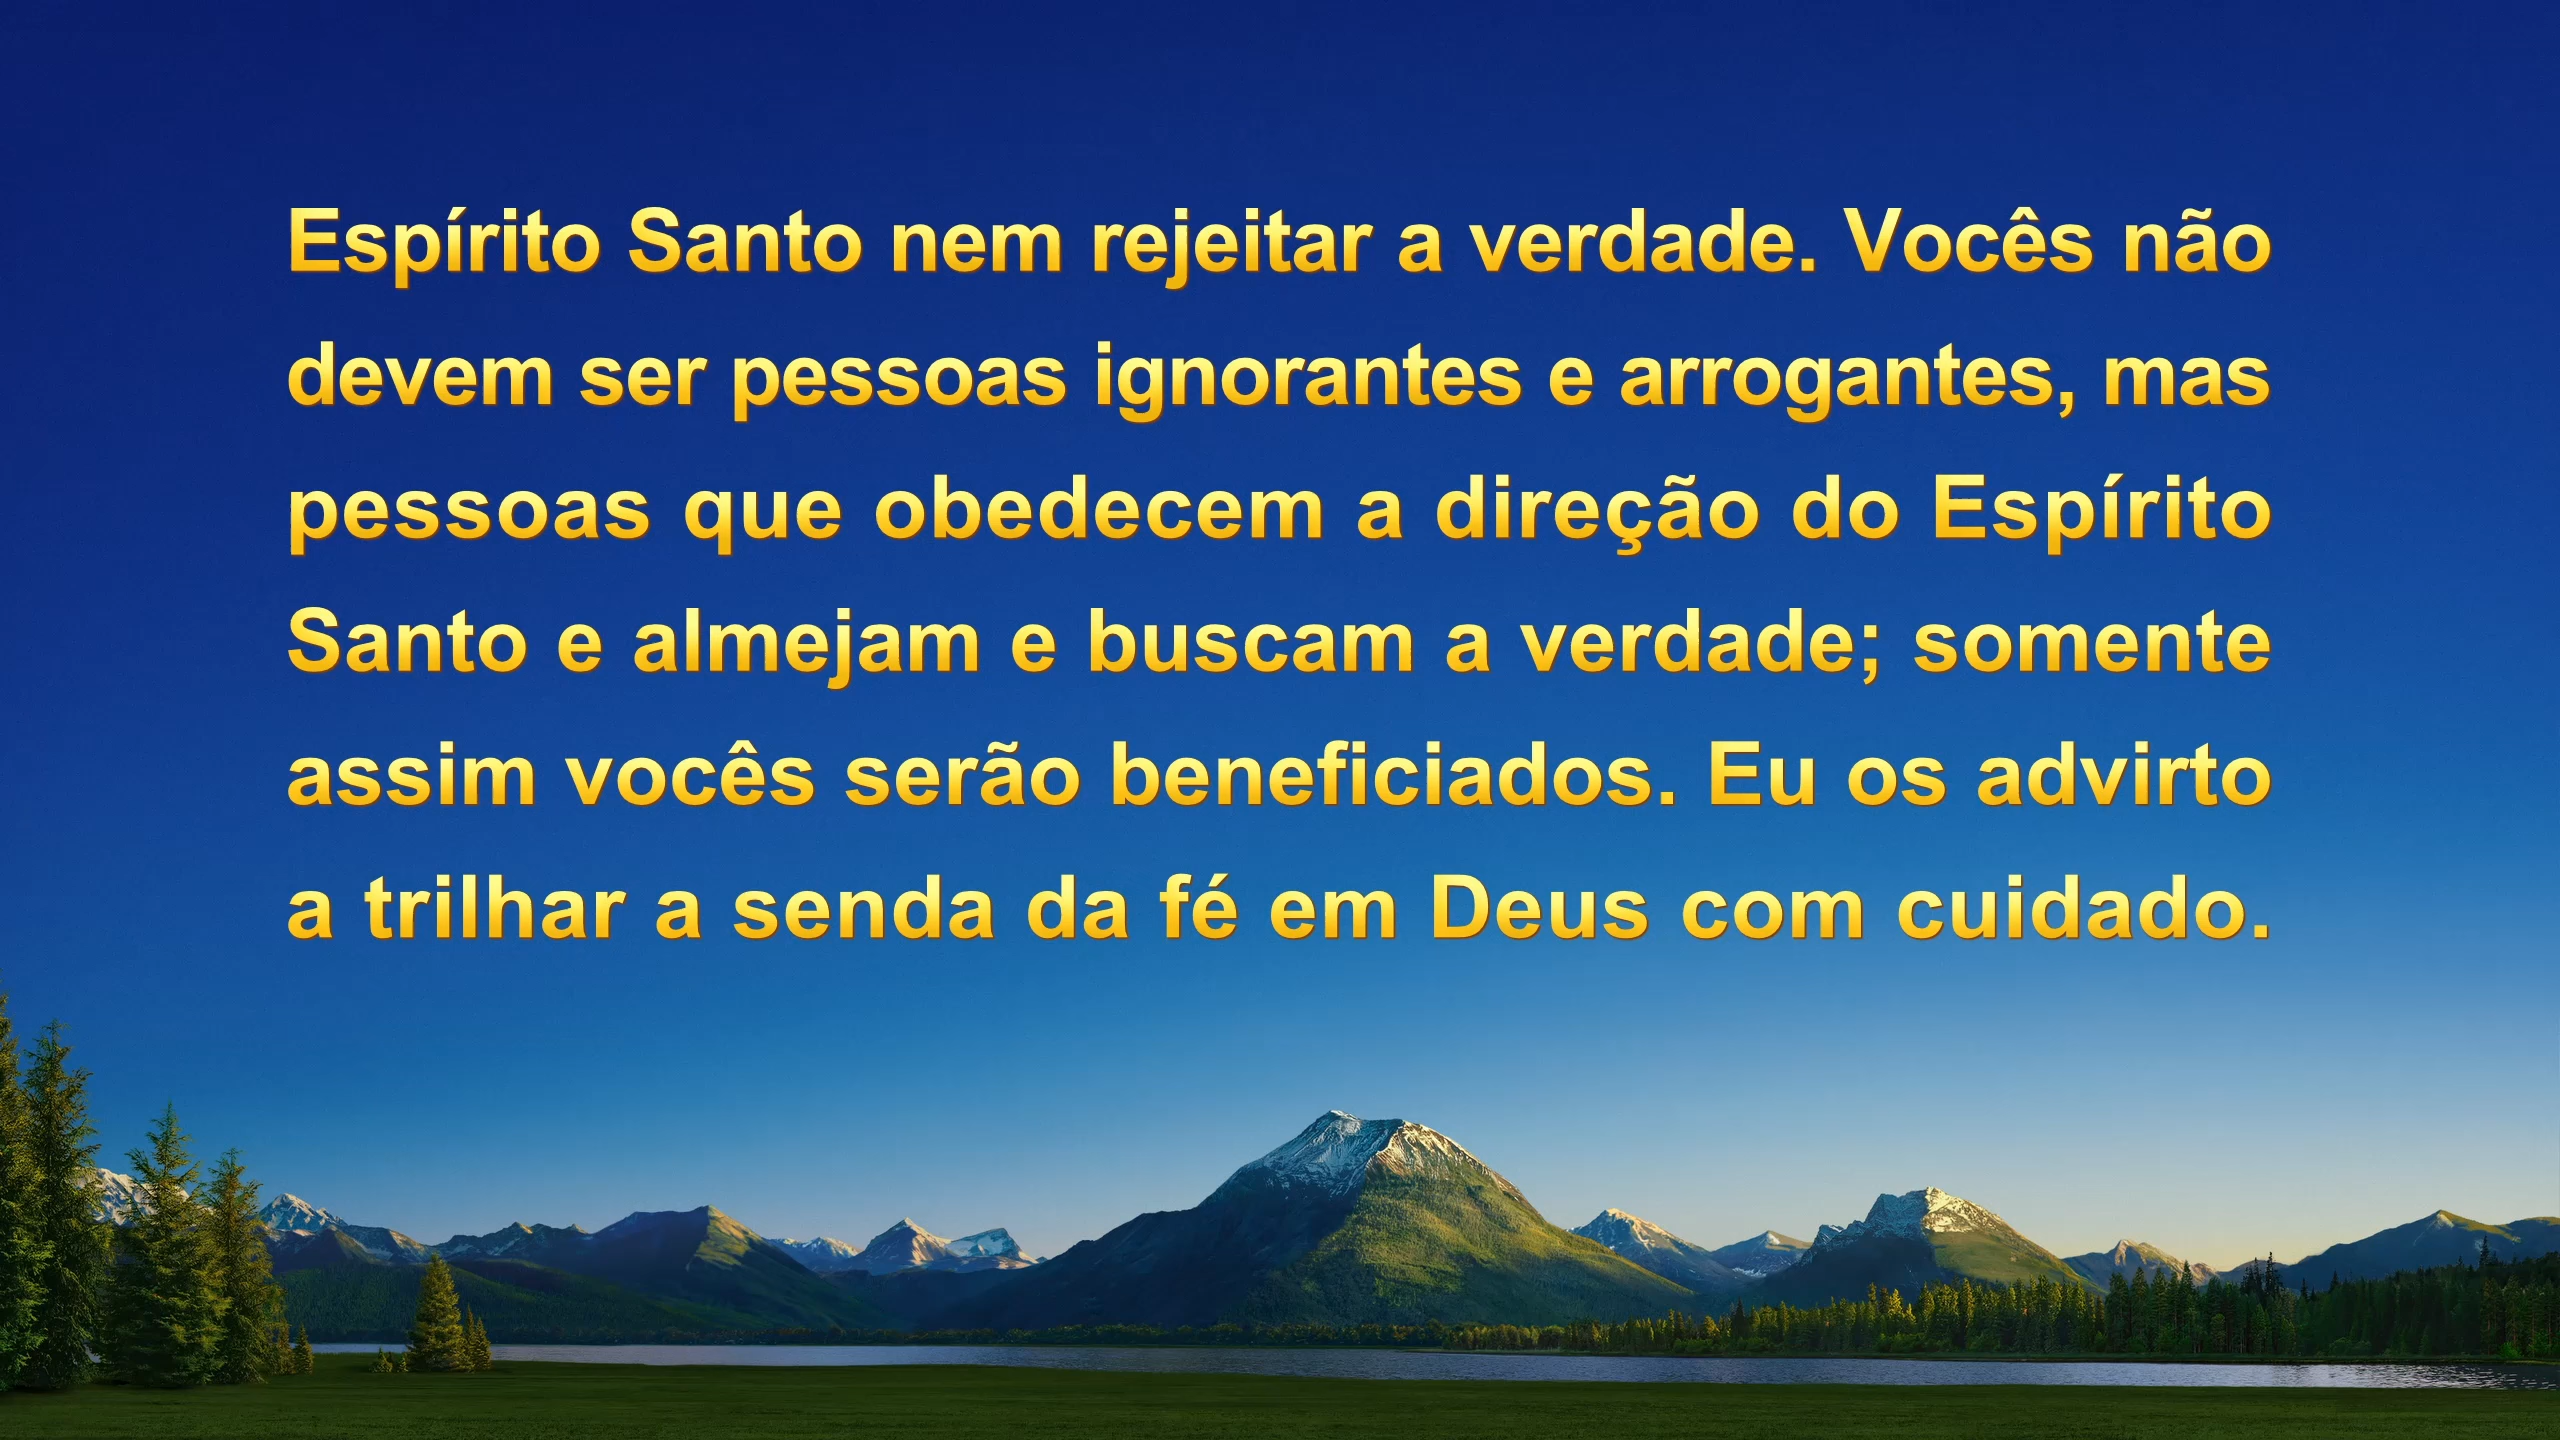 Espírito Santo nem rejeitar a verdade. Vocês não
devem ser pessoas ignorantes e arrogantes, mas
pessoas que obedecem a direção do Espírito
Santo e almejam e buscam a verdade; somente
assim vocês serão beneficiados. Eu os advirto
a trilhar a senda da fé em Deus com cuidado.